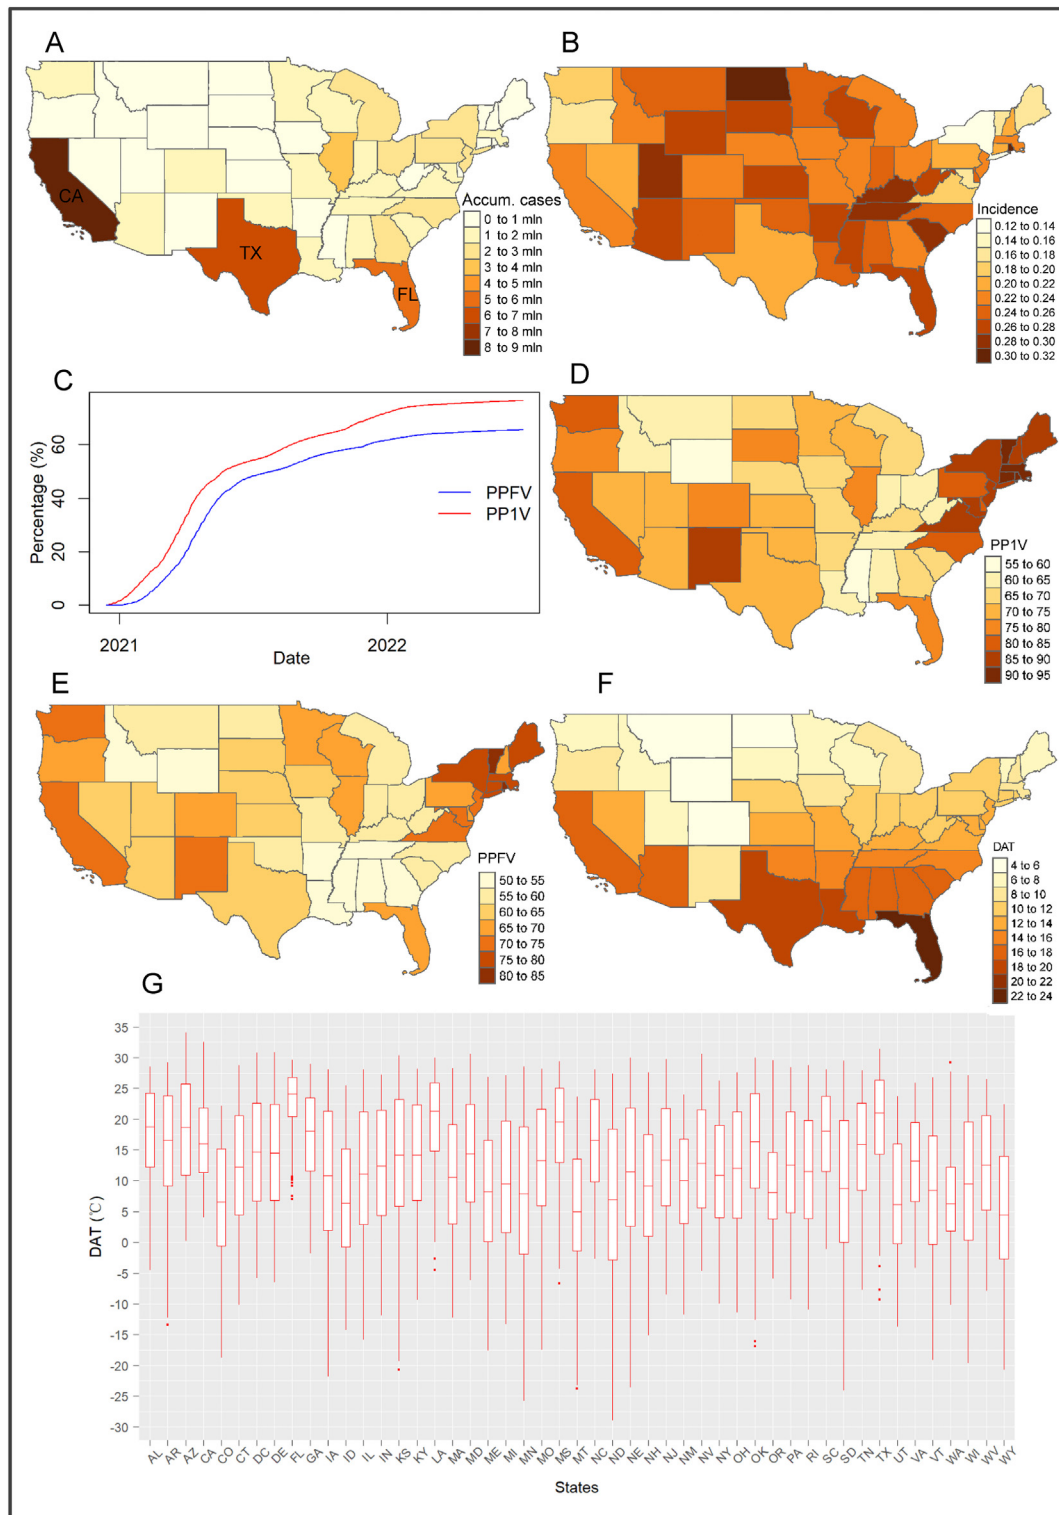 A
CA
TX
FL
Accum. cases
0 to 1 mln
1 to 2 mln
2 to 3 mln
3 to 4 mln
4 to 5 mln
5 to 6 mln
6 to 7 mln
7 to 8 mln
8 to 9 mln
B
Incidence
0.12 to 0.14
0.14 to 0.16
0.16 to 0.18
0.18 to 0.20
0.20 to 0.22
0.22 to 0.24
0.24 to 0.26
0.26 to 0.28
0.28 to 0.30
0.30 to 0.32
C
Percentage (%)
60
40
20
0
PPFV
PP1V
2021
2022
Date
D
PP1V
55 to 60
60 to 65
65 to 70
70 to 75
75 to 80
80 to 85
85 to 90
90 to 95
E
PPFV
50 to 55
55 to 60
60 to 65
65 to 70
70 to 75
75 to 80
80 to 85
F
DAT
4 to 6
6 to 8
8 to 10
10 to 12
12 to 14
14 to 16
16 to 18
18 to 20
20 to 22
22 to 24
G
DAT (℃)
35
30
25
20
15
10
5
0
-5
-10
-15
-20
-25
-30
AL AR AZ CA CO CT DC DE FL GA IA ID IL IN KS KY LA MA MD ME MI MN MO MS MT NC ND NE NH NJ NM NV NY OH OK OR PA RI SC SD TN TX UT VA VT WA WI WV WY
States